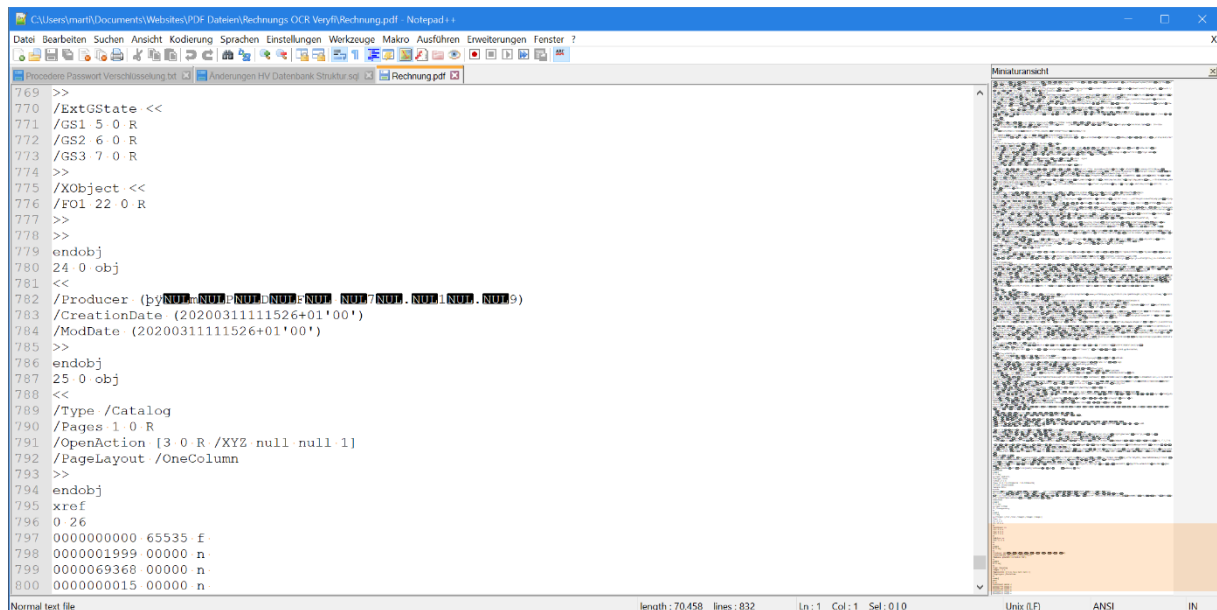 C:\Users\marti\Documents\Websites\PDF Dateien\Rechnungs OCR Veryfi\Rechnung.pdf - Notepad++
Datei Bearbeiten Suchen Ansicht Kodierung Sprachen Einstellungen Werkzeuge Makro Ausführen Erweiterungen Fenster ? X
Procedere Passwort Verschlüsselung.txt Änderungen HV Datenbank Struktur.sql Rechnung.pdf
Miniaturansicht
769 >>
770 /ExtGState <<
771 /GS1 5 0 R
772 /GS2 6 0 R
773 /GS3 7 0 R
774 >>
775 /XObject <<
776 /FO1 22 0 R
777 >>
778 >>
779 endobj
780 24 0 obj
781 <<
782 /Producer (þÿNULmNULPNULDNULFNUL NUL7NUL.NUL1NUL.NUL9)
783 /CreationDate (20200311111526+01'00')
784 /ModDate (20200311111526+01'00')
785 >>
786 endobj
787 25 0 obj
788 <<
789 /Type /Catalog
790 /Pages 1 0 R
791 /OpenAction [3 0 R /XYZ null null 1]
792 /PageLayout /OneColumn
793 >>
794 endobj
795 xref
796 0 26
797 0000000000 65535 f
798 0000001999 00000 n
799 0000069368 00000 n
800 0000000015 00000 n
Normal text file length : 70.458 lines : 832 Ln : 1 Col : 1 Sel : 0 | 0 Unix (LF) ANSI IN